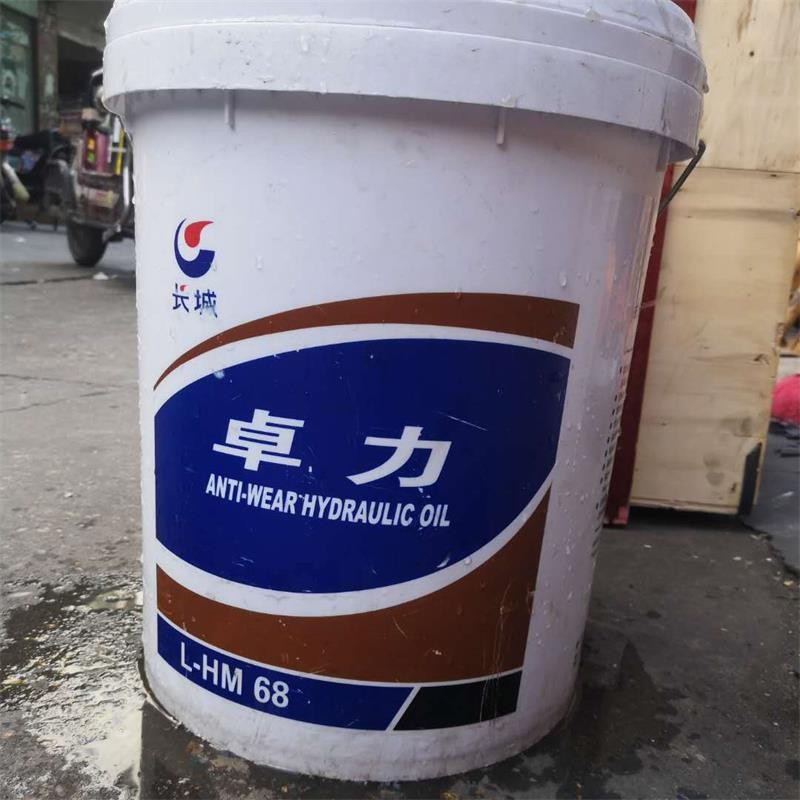 长城
卓力
ANTI-WEAR HYDRAULIC OIL
L-HM 68